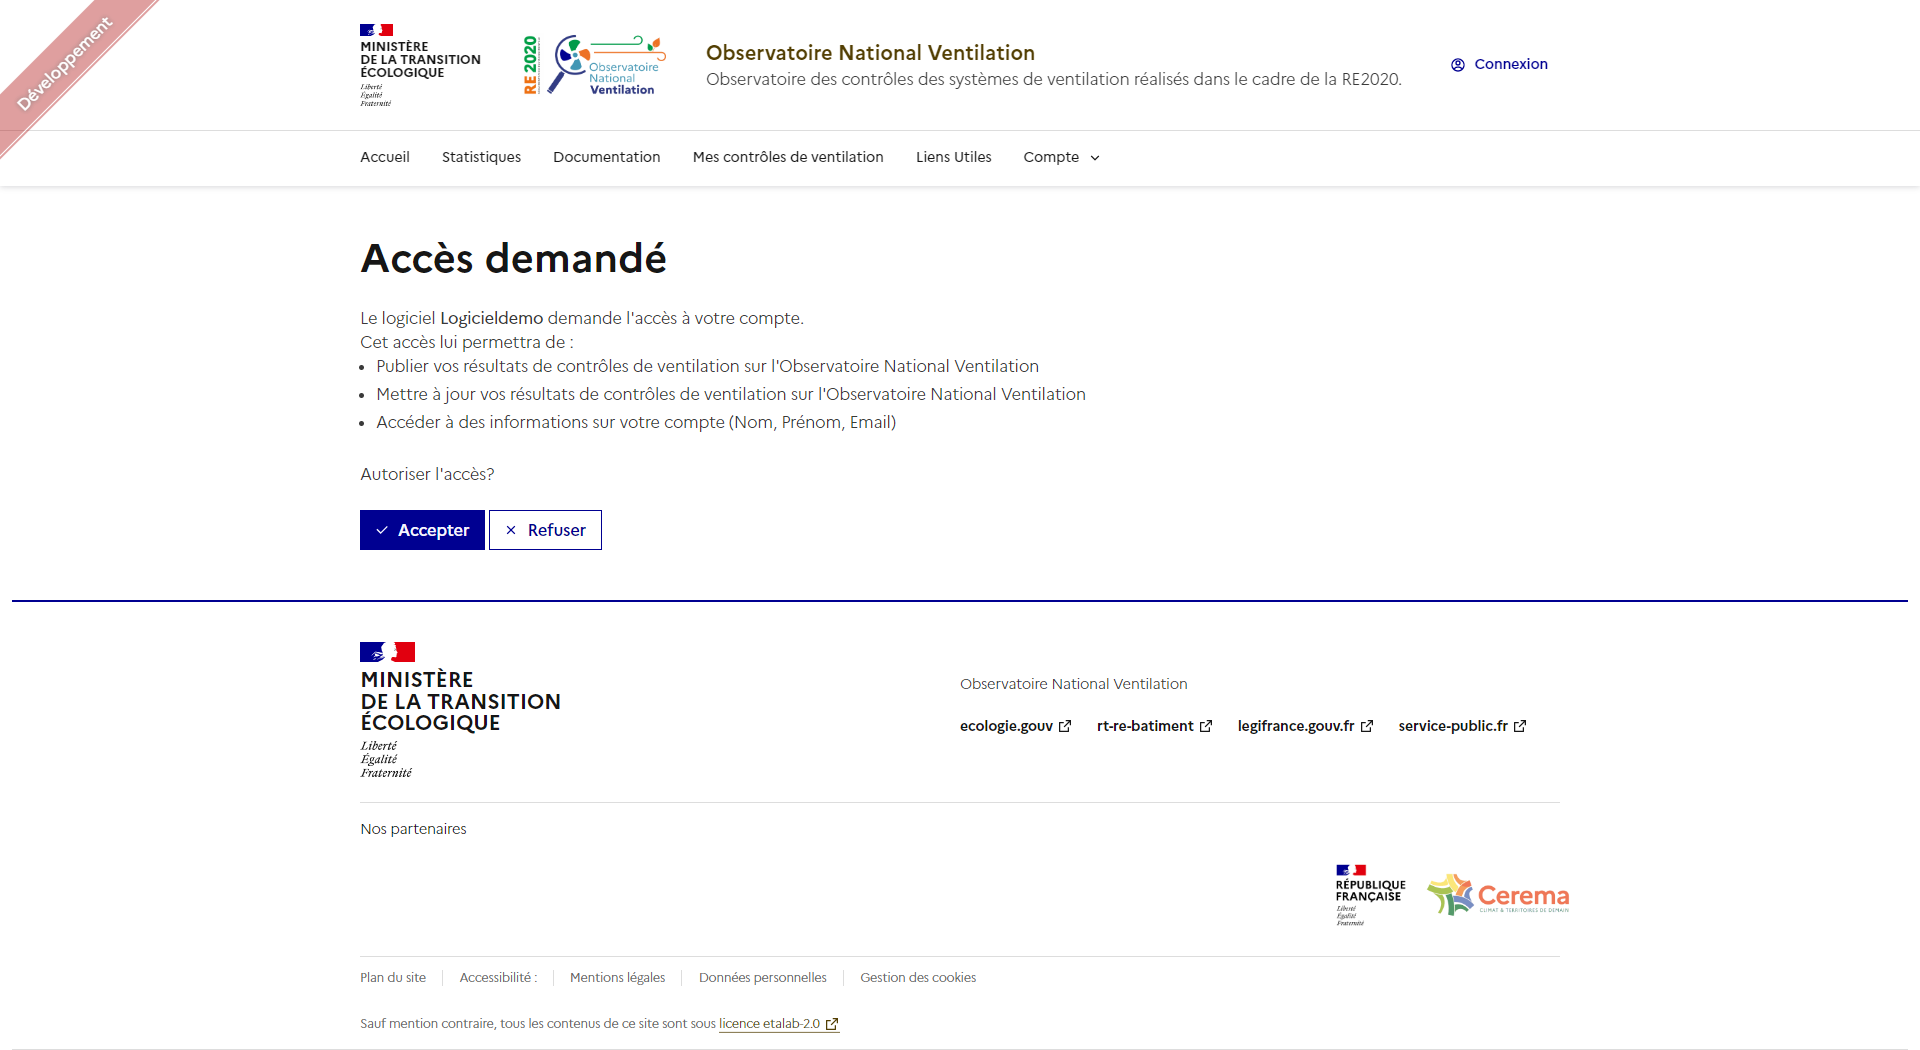 Développement
MINISTÈRE
DE LA TRANSITION
ÉCOLOGIQUE
Liberté
Égalité
Fraternité
RE2020
Observatoire
National
Ventilation
Observatoire National Ventilation
Observatoire des contrôles des systèmes de ventilation réalisés dans le cadre de la RE2020.
Connexion
Accueil Statistiques Documentation Mes contrôles de ventilation Liens Utiles Compte
Accès demandé
Le logiciel Logicieldemo demande l'accès à votre compte.
Cet accès lui permettra de :
• Publier vos résultats de contrôles de ventilation sur l'Observatoire National Ventilation
• Mettre à jour vos résultats de contrôles de ventilation sur l'Observatoire National Ventilation
• Accéder à des informations sur votre compte (Nom, Prénom, Email)
Autoriser l'accès?
Accepter Refuser
MINISTÈRE
DE LA TRANSITION
ÉCOLOGIQUE
Liberté
Égalité
Fraternité
Observatoire National Ventilation
ecologie.gouv rt-re-batiment legifrance.gouv.fr service-public.fr
Nos partenaires
RÉPUBLIQUE
FRANÇAISE
Liberté
Égalité
Fraternité
Cerema
CLIMAT & TERRITOIRES DE DEMAIN
Plan du site Accessibilité : Mentions légales Données personnelles Gestion des cookies
Sauf mention contraire, tous les contenus de ce site sont sous licence etalab-2.0